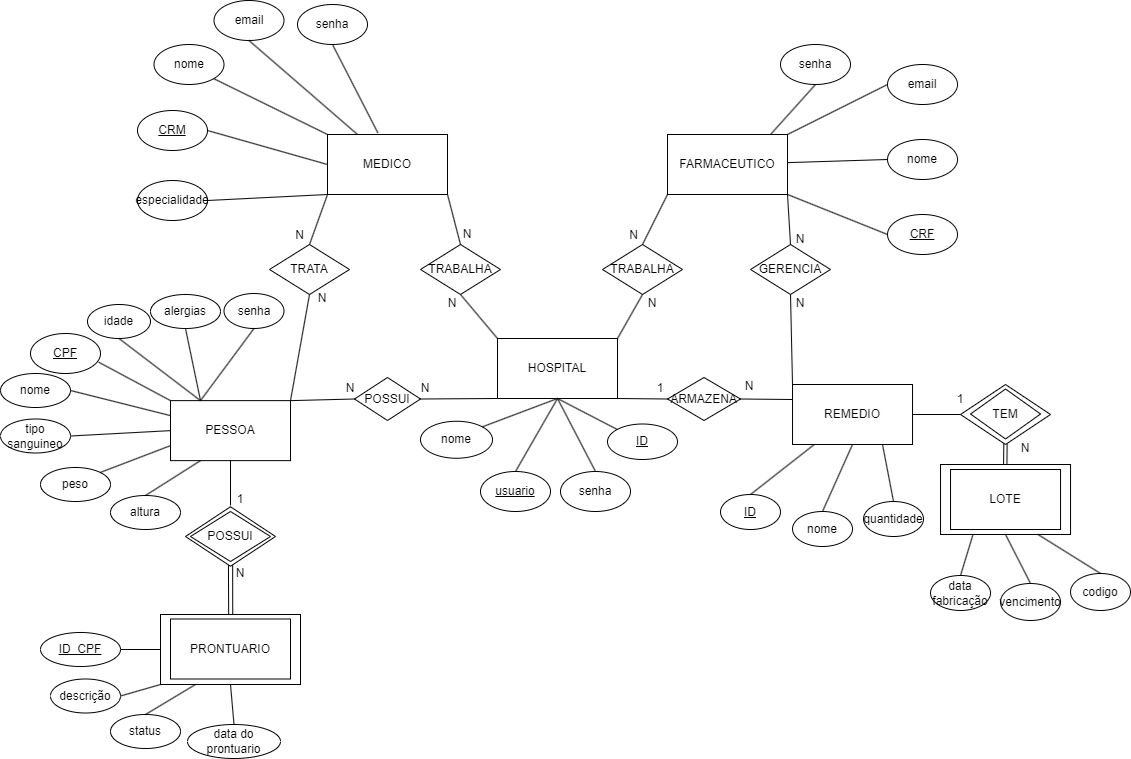 email
senha
nome
senha
email
CRM
MEDICO
FARMACEUTICO
nome
especialidade
CRF
N
N
N
N
TRATA
TRABALHA
TRABALHA
GERENCIA
N
N
N
N
idade
alergias
senha
CPF
HOSPITAL
nome
N
POSSUI
N
1
ARMAZENA
N
1
TEM
REMEDIO
tipo
sanguineo
PESSOA
nome
ID
N
peso
usuario
senha
LOTE
altura
1
ID
nome
quantidade
POSSUI
N
data
fabricação
vencimento
codigo
ID_CPF
PRONTUARIO
descrição
status
data do
prontuario